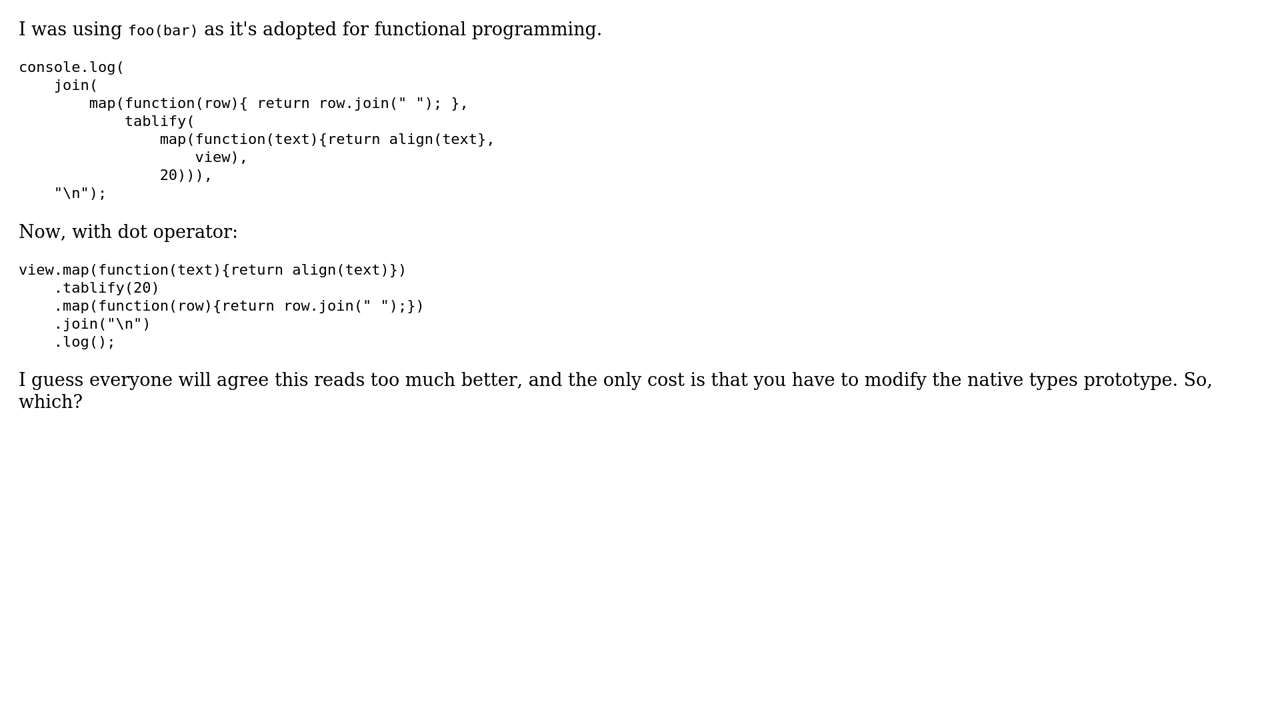 I was using foo(bar) as it's adopted for functional programming.
console.log(
    join(
        map(function(row){ return row.join(" "); },
            tablify(
                map(function(text){return align(text},
                    view),
                20))),
    "\n");
Now, with dot operator:
view.map(function(text){return align(text)})
    .tablify(20)
    .map(function(row){return row.join(" ");})
    .join("\n")
    .log();
I guess everyone will agree this reads too much better, and the only cost is that you have to modify the native types prototype. So,
which?